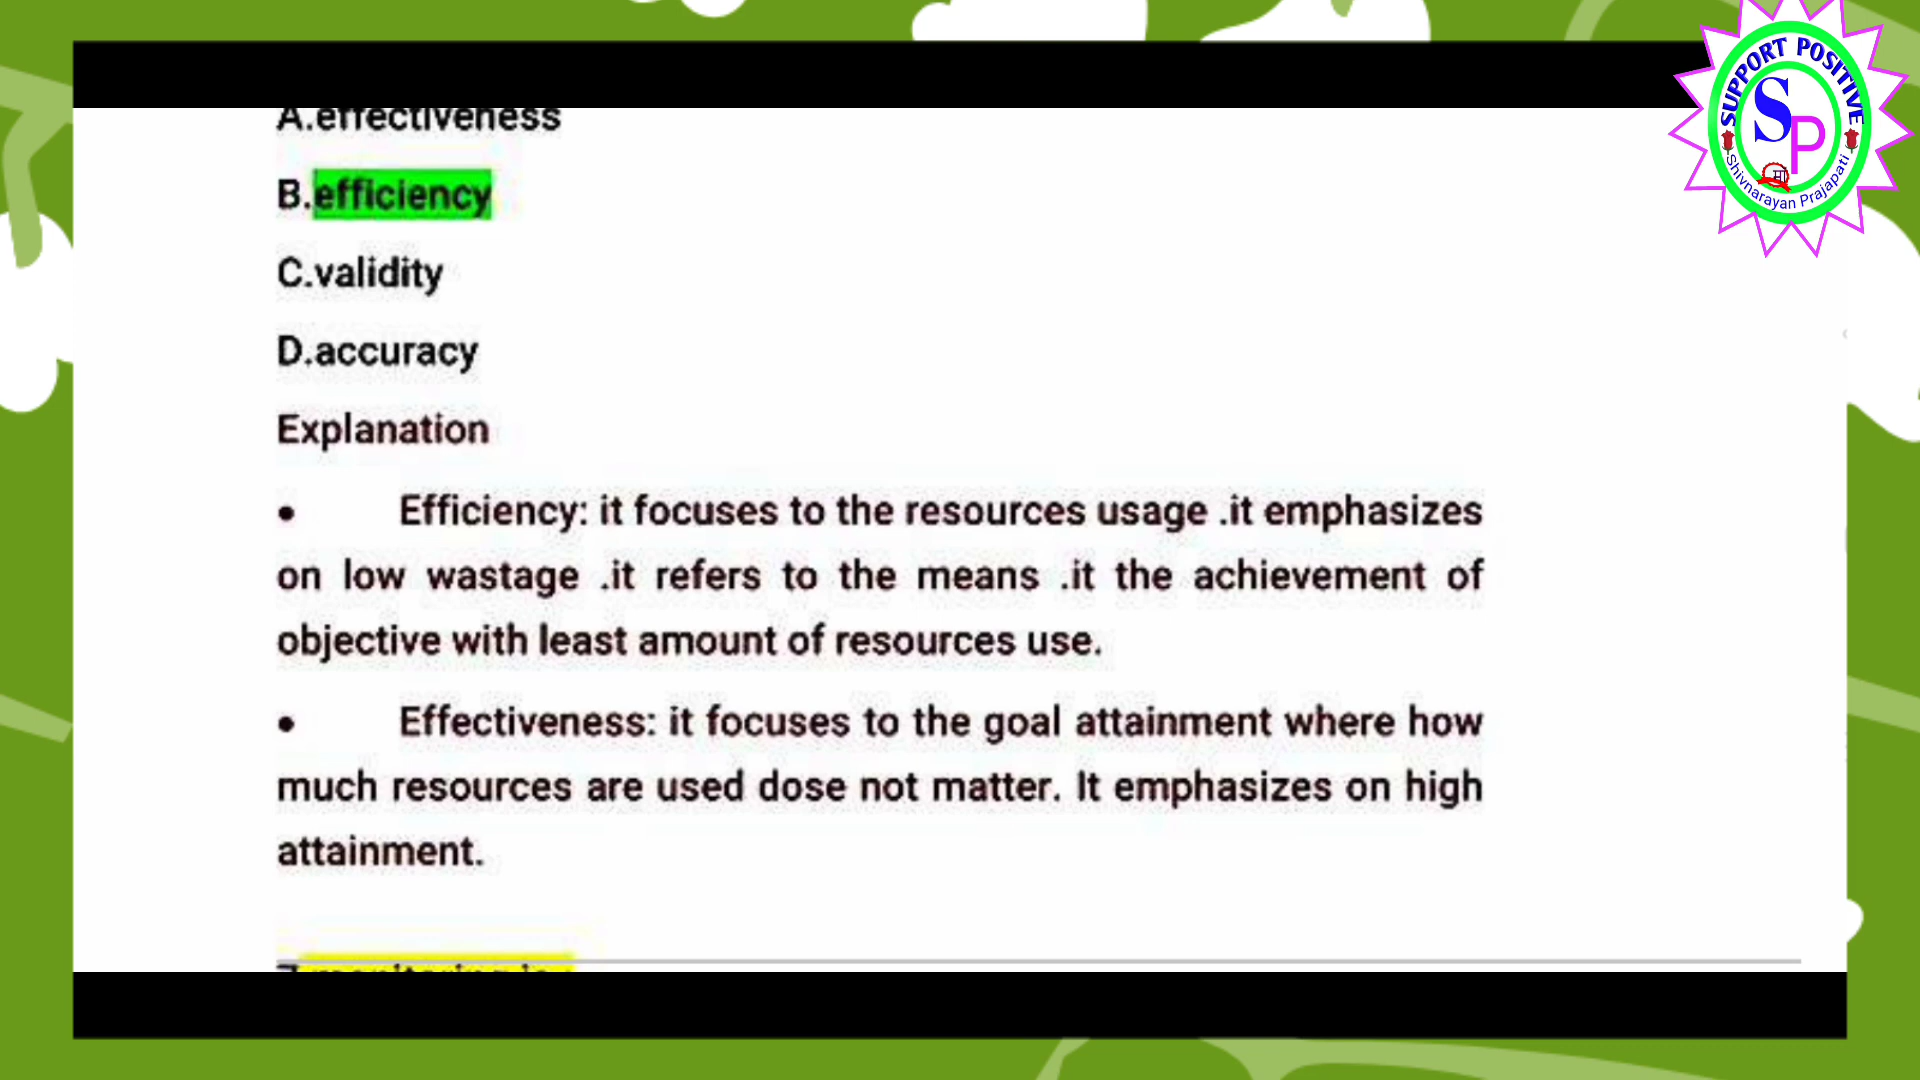 SUPPORT POSITIVE
SP
मा
Shivnarayan Prajapati
A.effectiveness
B.efficiency
C.validity
D.accuracy
Explanation
• Efficiency: it focuses to the resources usage .it emphasizes
on low wastage .it refers to the means .it the achievement of
objective with least amount of resources use.
• Effectiveness: it focuses to the goal attainment where how
much resources are used dose not matter. It emphasizes on high
attainment.
7.monitoring is